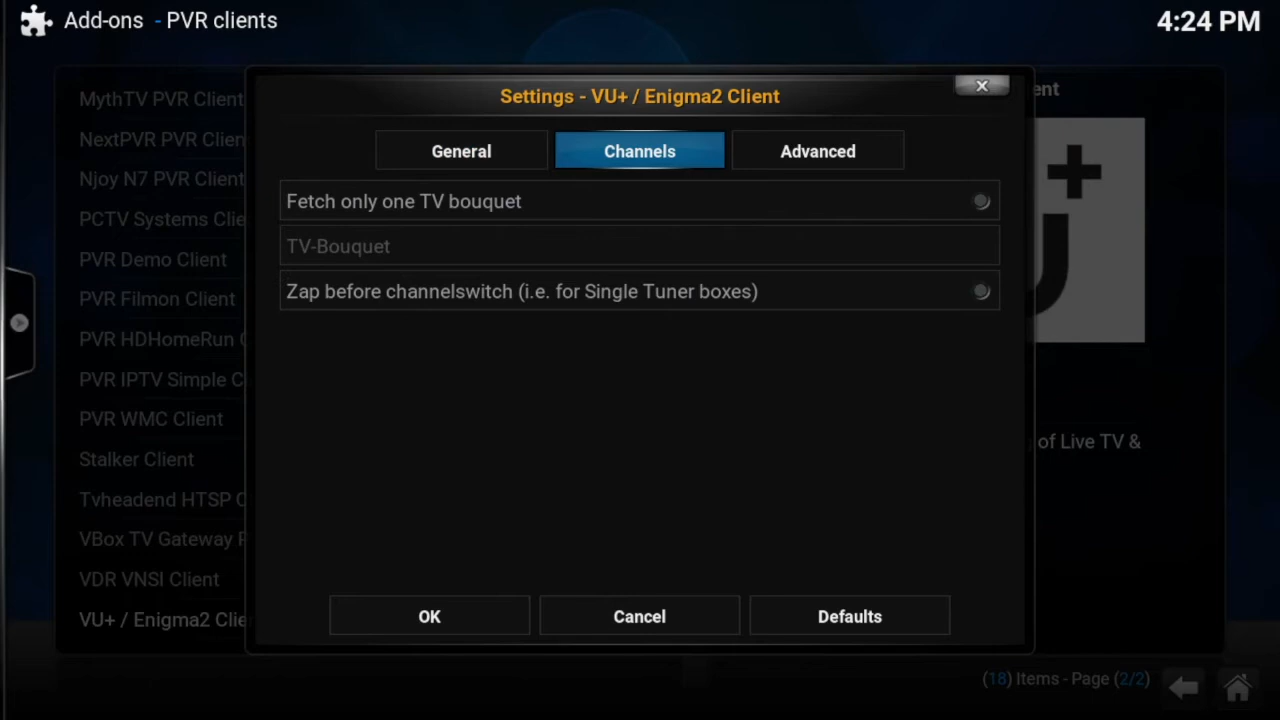 Add-ons - PVR clients
4:24 PM
MythTV PVR Client
NextPVR PVR Clien
Njoy N7 PVR Client
PCTV Systems Clie
PVR Demo Client
PVR Filmon Client
PVR HDHomeRun C
PVR IPTV Simple C
PVR WMC Client
Stalker Client
Tvheadend HTSP C
VBox TV Gateway P
VDR VNSI Client
VU+ / Enigma2 Clie
Settings - VU+ / Enigma2 Client
General
Channels
Advanced
Fetch only one TV bouquet
TV-Bouquet
Zap before channelswitch (i.e. for Single Tuner boxes)
OK
Cancel
Defaults
ent
of Live TV &
(18) Items - Page (2/2)